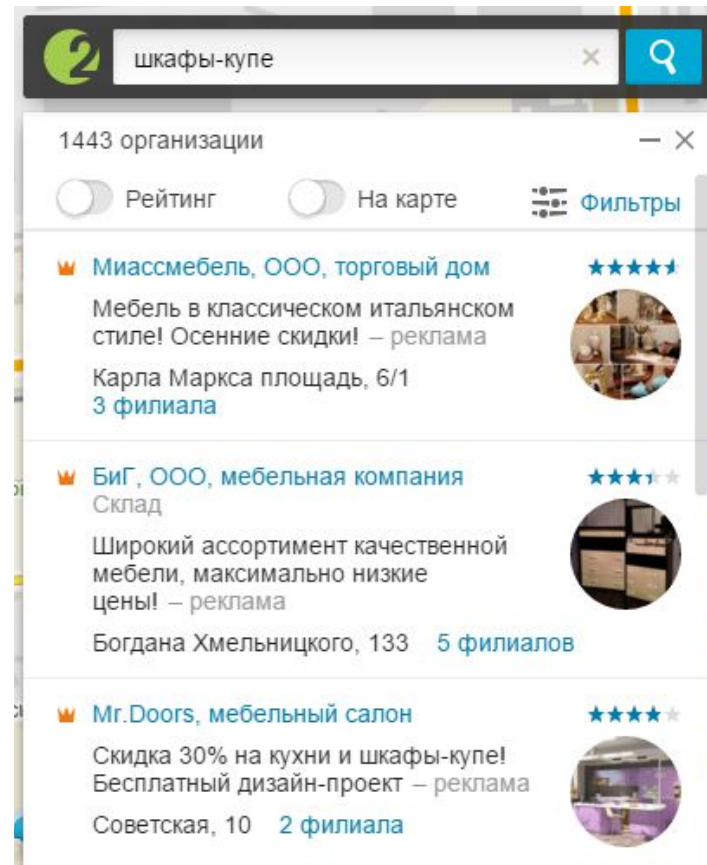 2
шкафы-купе
1443 организации
Рейтинг На карте Фильтры
Миассмебель, ООО, торговый дом
Мебель в классическом итальянском
стиле! Осенние скидки! – реклама
Карла Маркса площадь, 6/1
3 филиала
БиГ, ООО, мебельная компания
Склад
Широкий ассортимент качественной
мебели, максимально низкие
цены! – реклама
Богдана Хмельницкого, 133 5 филиалов
Mr.Doors, мебельный салон
Скидка 30% на кухни и шкафы-купе!
Бесплатный дизайн-проект – реклама
Советская, 10 2 филиала